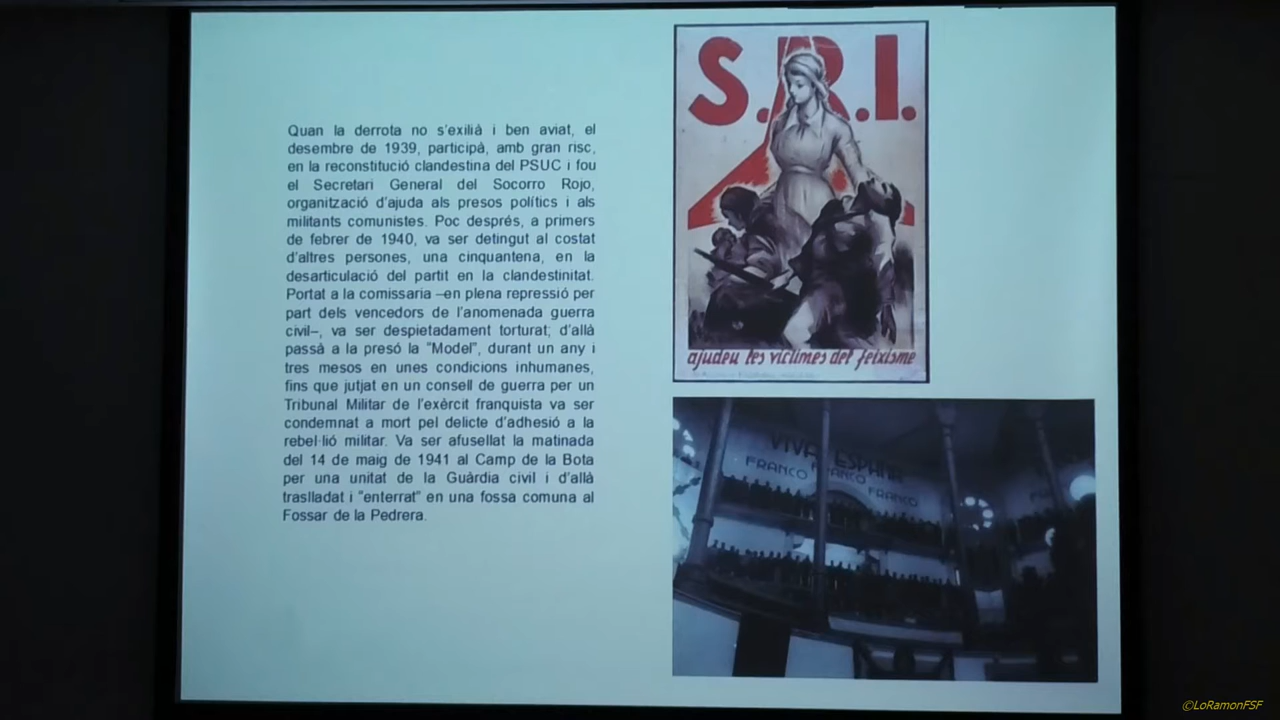 Quan la derrota no s'exilià i ben aviat, el
desembre de 1939, participà, amb gran risc,
en la reconstitució clandestina del PSUC i fou
el Secretari General del Socorro Rojo,
organització d'ajuda als presos polítics i als
militants comunistes. Poc després, a primers
de febrer de 1940, va ser detingut al costat
d'altres persones, una cinquantena, en la
desarticulació del partit en la clandestinitat.
Portat a la comissaria –en plena repressió per
part dels vencedors de l'anomenada guerra
civil–, va ser despietadament torturat; d'allà
passà a la presó la "Model", durant un any i
tres mesos en unes condicions inhumanes,
fins que jutjat en un consell de guerra per un
Tribunal Militar de l'exèrcit franquista va ser
condemnat a mort pel delicte d'adhesió a la
rebel·lió militar. Va ser afusellat la matinada
del 14 de maig de 1941 al Camp de la Bota
per una unitat de la Guàrdia civil i d'allà
traslladat i "enterrat" en una fossa comuna al
Fossar de la Pedrera.
S.R.I.
ajudeu les víctimes del feixisme
VIVA ESPAÑA
FRANCO FRANCO FRANCO
©LoRamonFSF